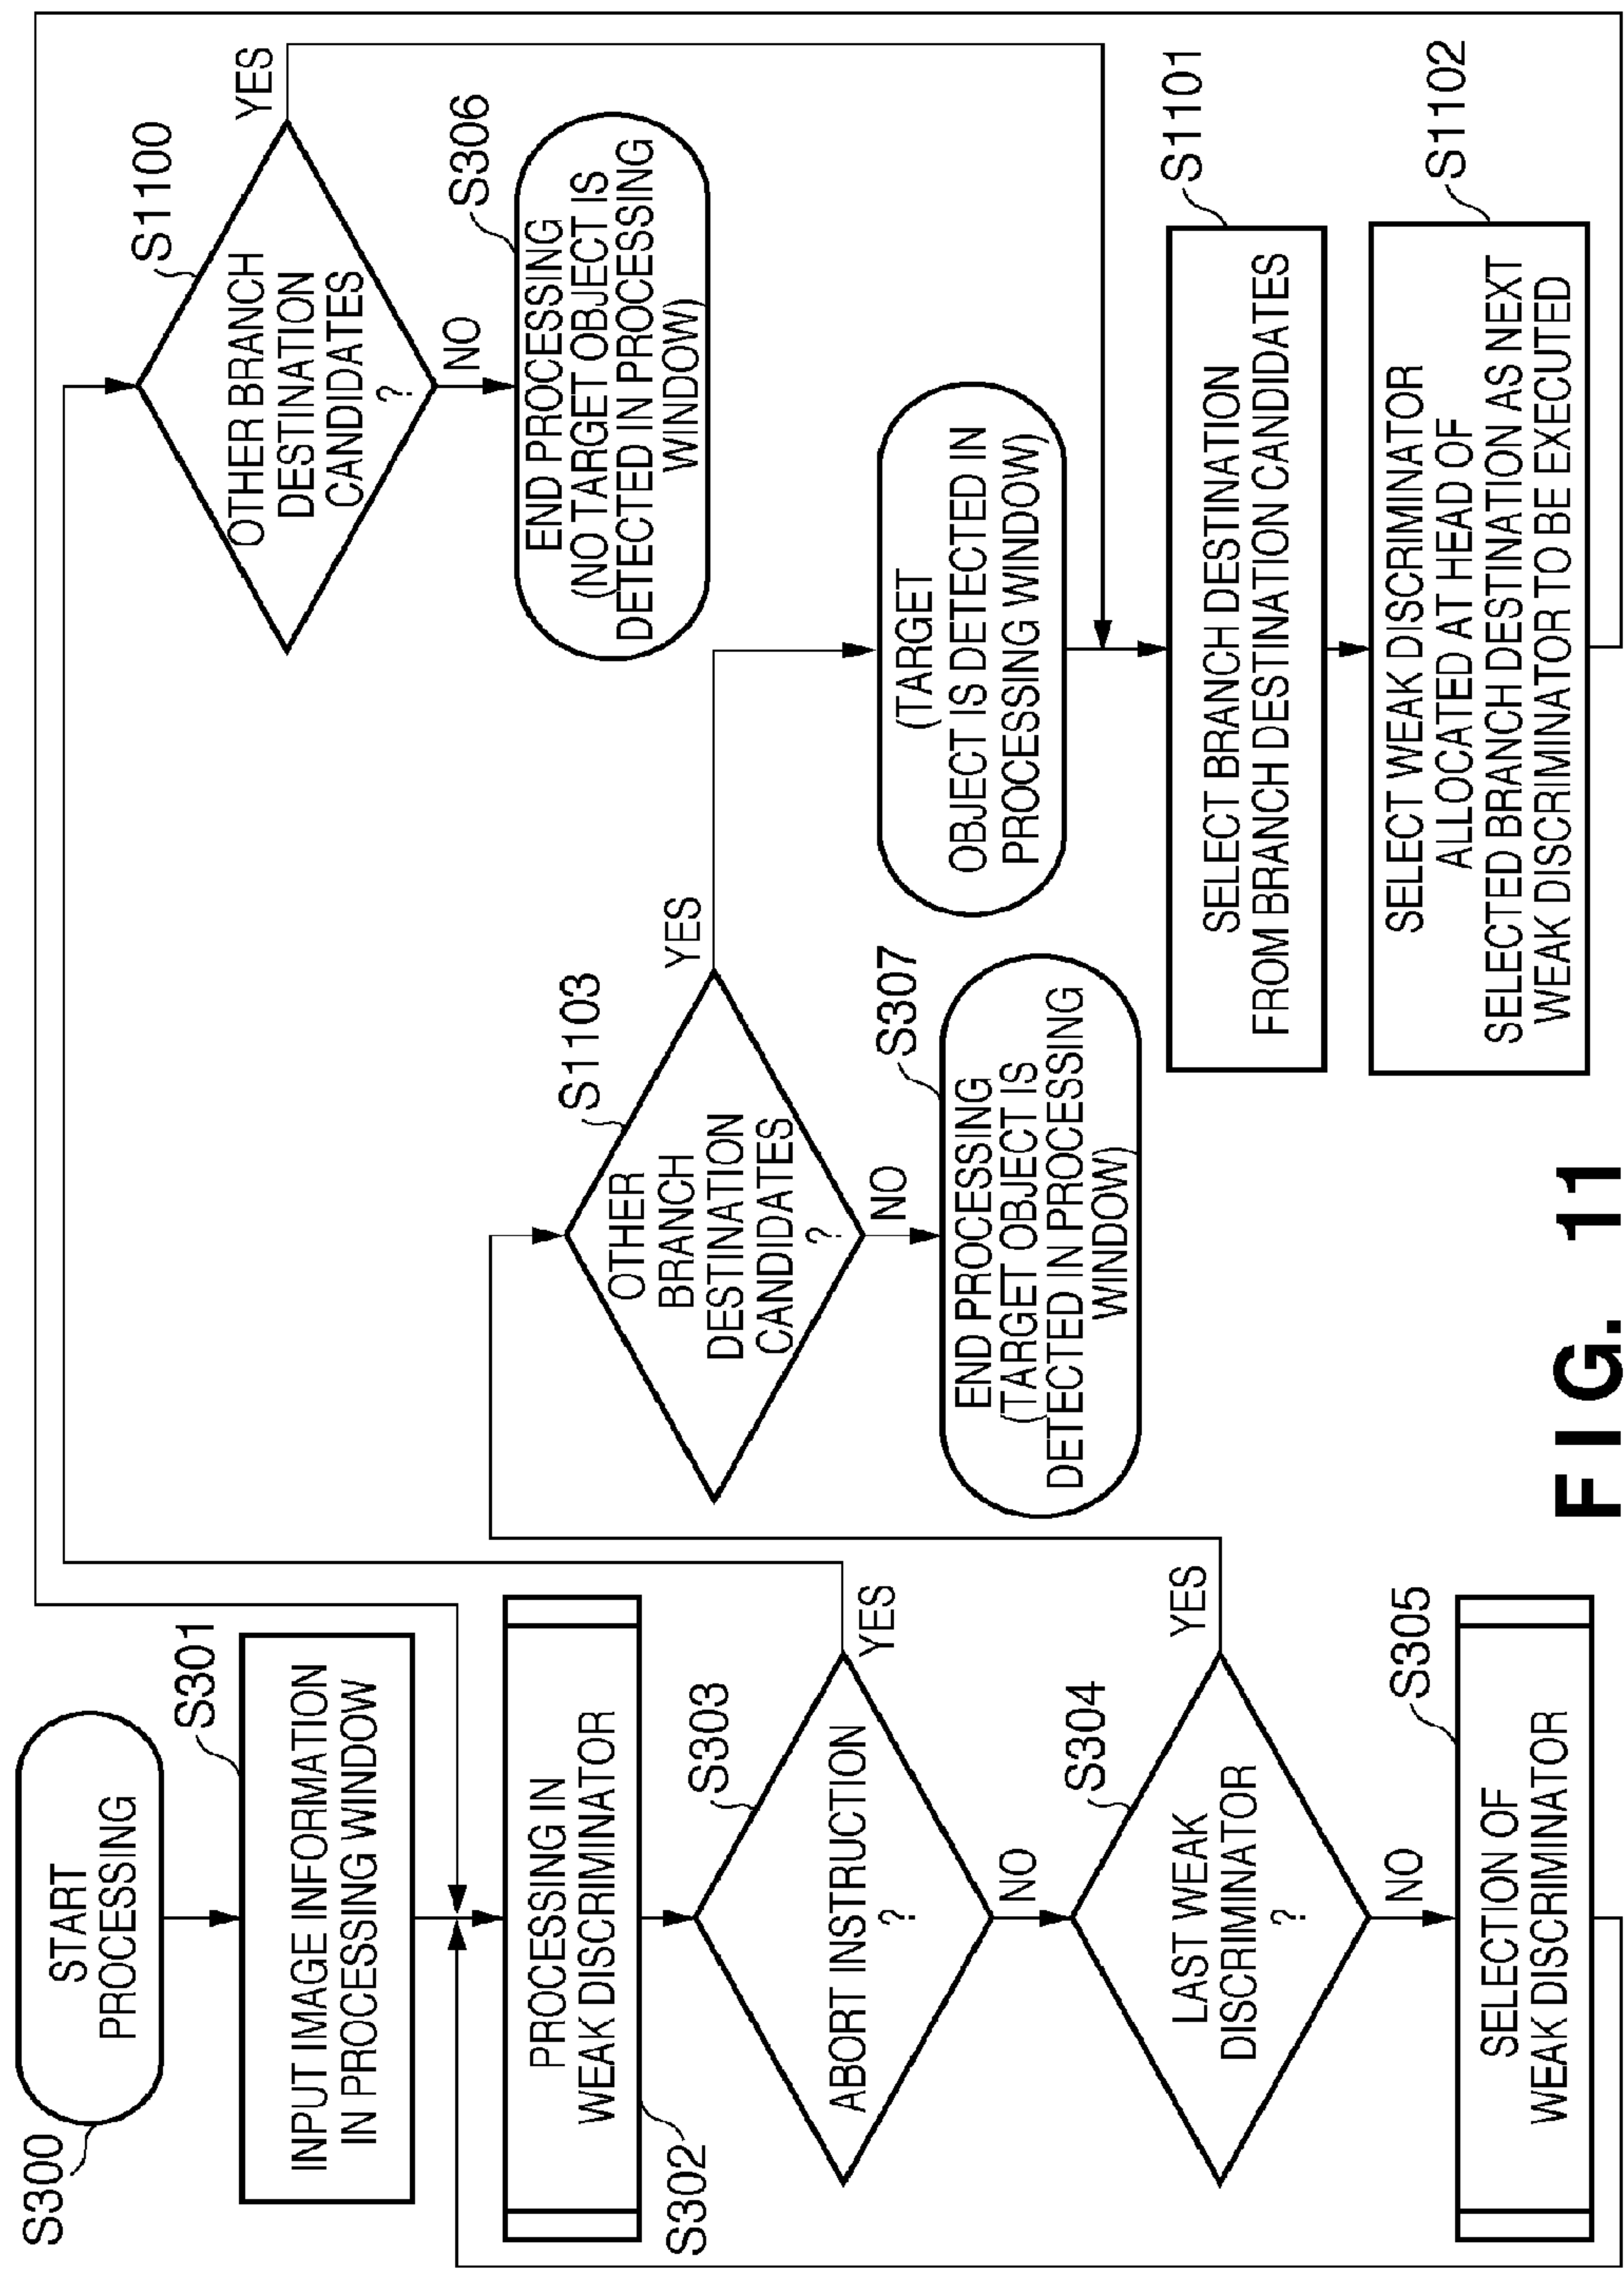 S300
START
PROCESSING
S301
INPUT IMAGE INFORMATION
IN PROCESSING WINDOW
S302
PROCESSING IN
WEAK DISCRIMINATOR
S303
ABORT INSTRUCTION
?
YES
NO
S304
LAST WEAK
DISCRIMINATOR
?
YES
NO
S305
SELECTION OF
WEAK DISCRIMINATOR
S1103
OTHER
BRANCH
DESTINATION
CANDIDATES
?
YES
NO
S307
END PROCESSING
(TARGET OBJECT IS
DETECTED IN PROCESSING
WINDOW)
S1100
OTHER BRANCH
DESTINATION
CANDIDATES
?
YES
NO
S306
END PROCESSING
(NO TARGET OBJECT IS
DETECTED IN PROCESSING
WINDOW)
(TARGET
OBJECT IS DETECTED IN
PROCESSING WINDOW)
S1101
SELECT BRANCH DESTINATION
FROM BRANCH DESTINATION CANDIDATES
S1102
SELECT WEAK DISCRIMINATOR
ALLOCATED AT HEAD OF
SELECTED BRANCH DESTINATION AS NEXT
WEAK DISCRIMINATOR TO BE EXECUTED
FIG. 11